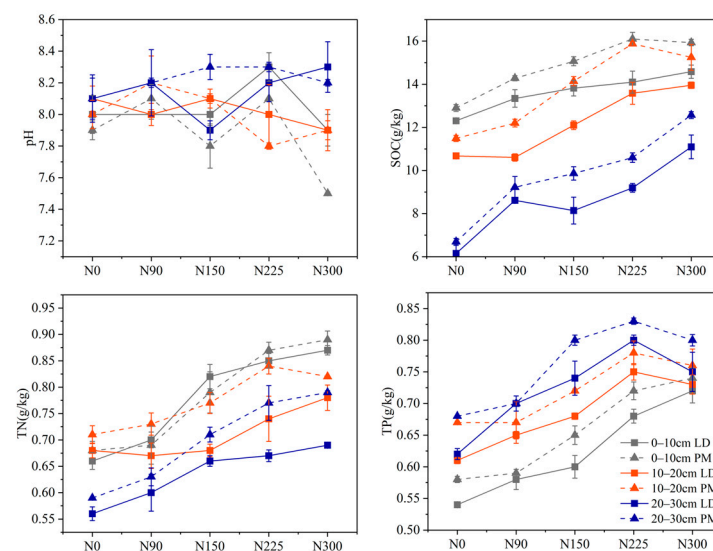 8.6
8.4
8.2
8.0
7.8
7.6
7.4
7.2
pH
N0 N90 N150 N225 N300
16
14
12
10
8
6
SOC(g/kg)
N0 N90 N150 N225 N300
0.95
0.90
0.85
0.80
0.75
0.70
0.65
0.60
0.55
TN(g/kg)
N0 N90 N150 N225 N300
0.90
0.85
0.80
0.75
0.70
0.65
0.60
0.55
0.50
TP(g/kg)
N0 N90 N150 N225 N300
0–10cm LD
0–10cm PM
10–20cm LD
10–20cm PM
20–30cm LD
20–30cm PM